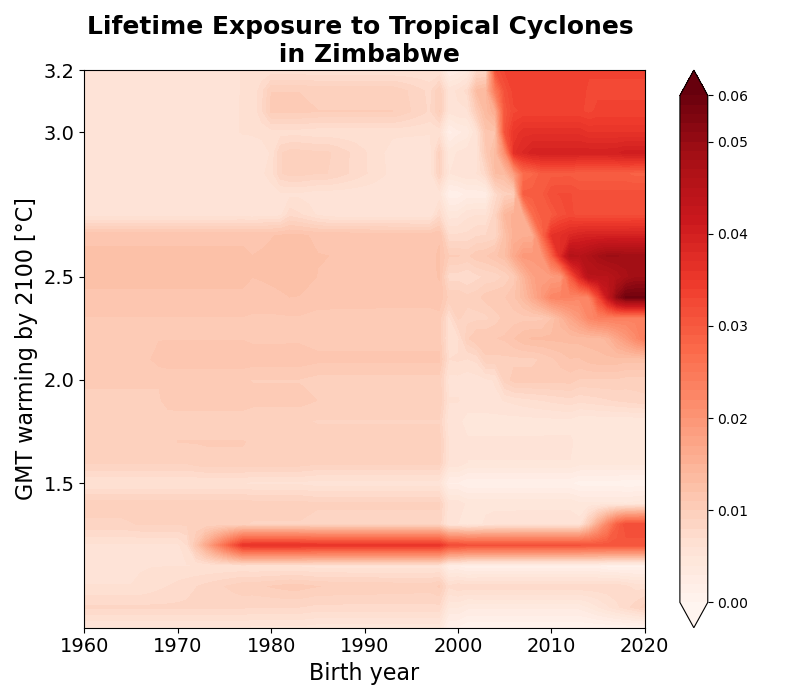 Lifetime Exposure to Tropical Cyclones
in Zimbabwe
GMT warming by 2100 [°C]
3.2
3.0
2.5
2.0
1.5
1960 1970 1980 1990 2000 2010 2020
Birth year
0.06
0.05
0.04
0.03
0.02
0.01
0.00